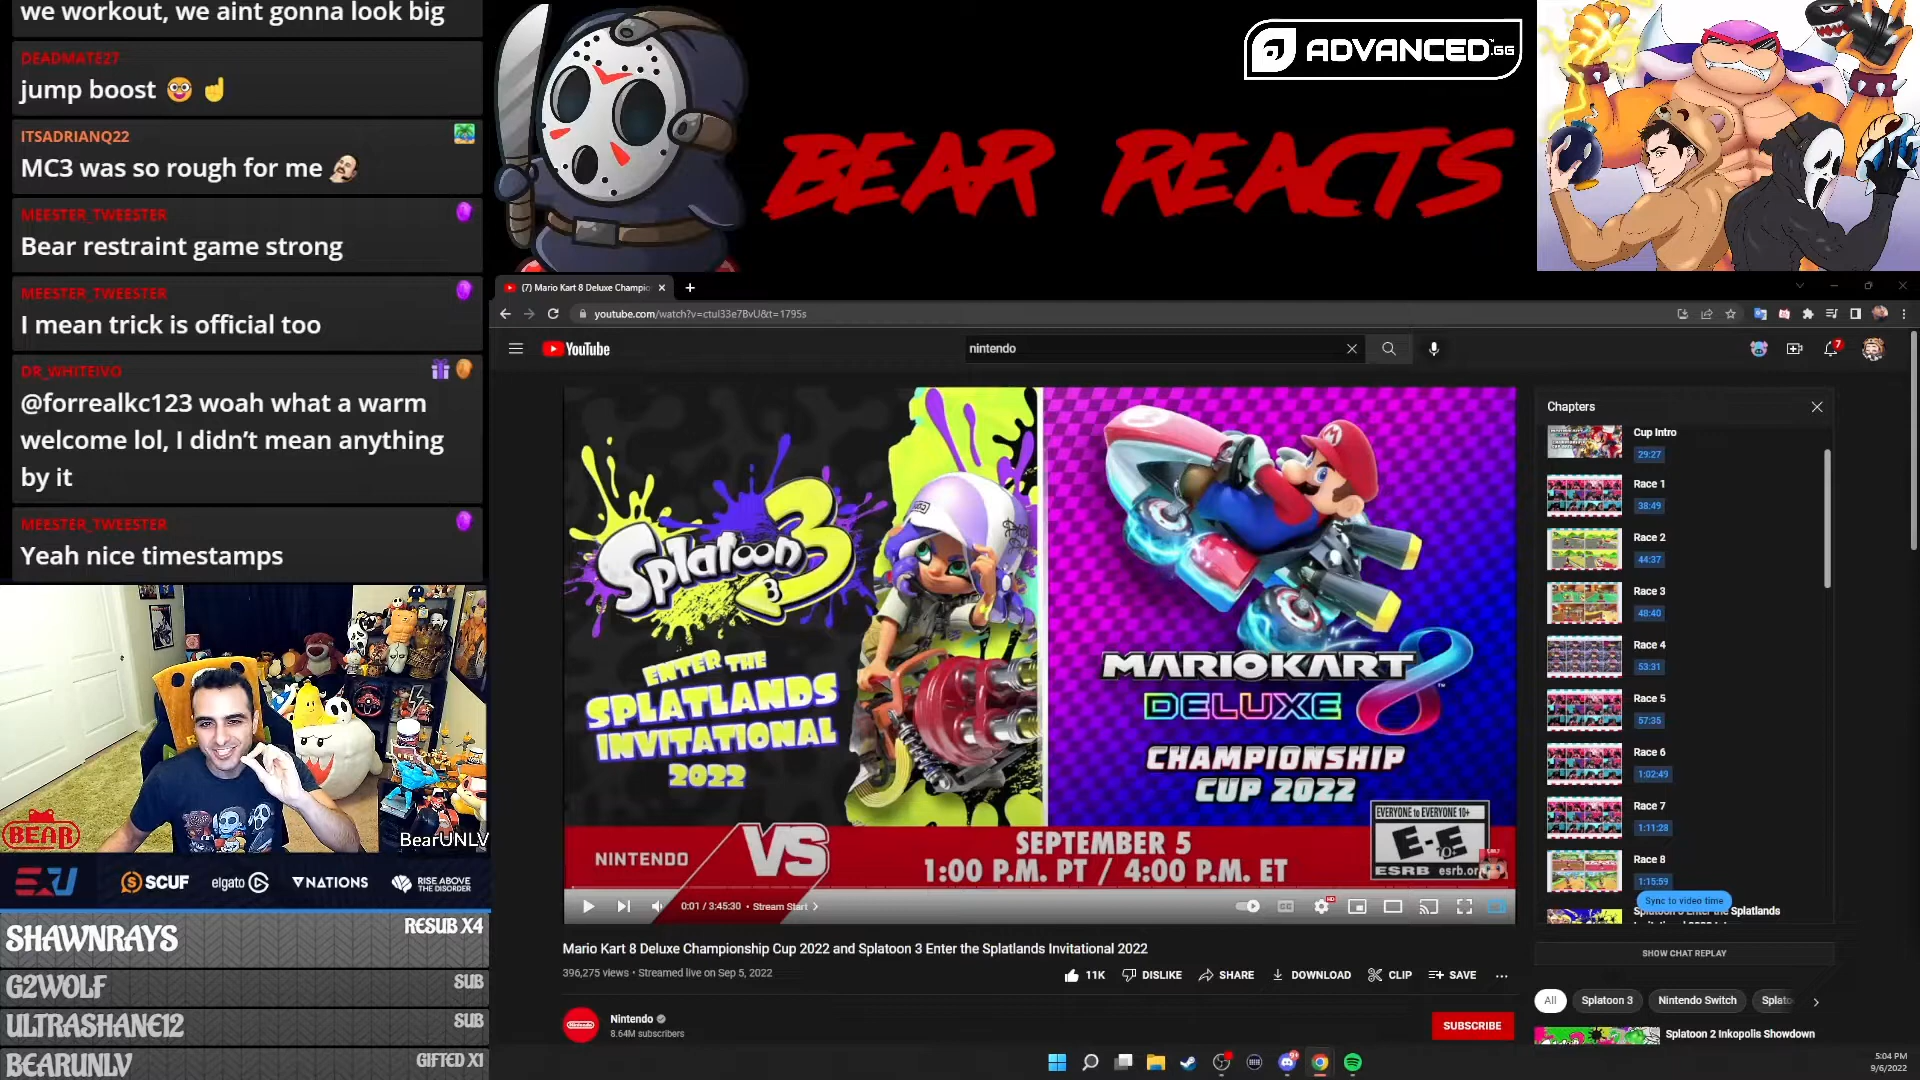 we workout, we aint gonna look big
DEADMATE27
jump boost
ITSADRIANQ22
MC3 was so rough for me
MEESTER_TWEESTER
Bear restraint game strong
MEESTER_TWEESTER
I mean trick is official too
DR_WHITEIVO
@forrealkc123 woah what a warm
welcome lol, I didn't mean anything
by it
MEESTER_TWEESTER
Yeah nice timestamps
BEAR
BearUNLV
SCUF
elgato
NATIONS
RISE ABOVE
THE DISORDER
SHAWNRAYS
RESUB X4
G2WOLF
SUB
ULTRASHANE12
SUB
BEARUNLV
GIFTED X1
BEAR REACTS
ADVANCED.GG
(7) Mario Kart 8 Deluxe Champio
youtube.com/watch?v=ctul33e7BvU&t=1795s
YouTube
nintendo
7
Splatoon 3
ENTER THE
SPLATLANDS
INVITATIONAL
2022
MARIOKART 8
DELUXE
CHAMPIONSHIP
CUP 2022
NINTENDO
VS
SEPTEMBER 5
1:00 P.M. PT / 4:00 P.M. ET
EVERYONE to EVERYONE 10+
E-E
10+
ESRB
0:01 / 3:45:30 • Stream Start
Mario Kart 8 Deluxe Championship Cup 2022 and Splatoon 3 Enter the Splatlands Invitational 2022
396,275 views • Streamed live on Sep 5, 2022
11K
DISLIKE
SHARE
DOWNLOAD
CLIP
SAVE
Nintendo
8.64M subscribers
SUBSCRIBE
Chapters
Cup Intro
29:27
Race 1
38:49
Race 2
44:37
Race 3
48:40
Race 4
53:31
Race 5
57:35
Race 6
1:02:49
Race 7
1:11:28
Race 8
1:15:59
Sync to video time
Splatoon 3 Enter the Splatlands
SHOW CHAT REPLAY
All
Splatoon 3
Nintendo Switch
Splato
Splatoon 2 Inkopolis Showdown
5:04 PM
9/6/2022